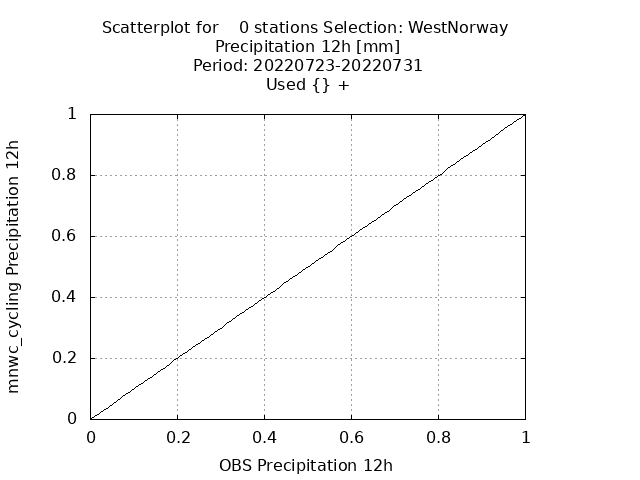 Scatterplot for    0 stations Selection: WestNorway
Precipitation 12h [mm]
Period: 20220723-20220731
Used {} +
mnwc_cycling Precipitation 12h
1
0.8
0.6
0.4
0.2
0
0 0.2 0.4 0.6 0.8 1
OBS Precipitation 12h